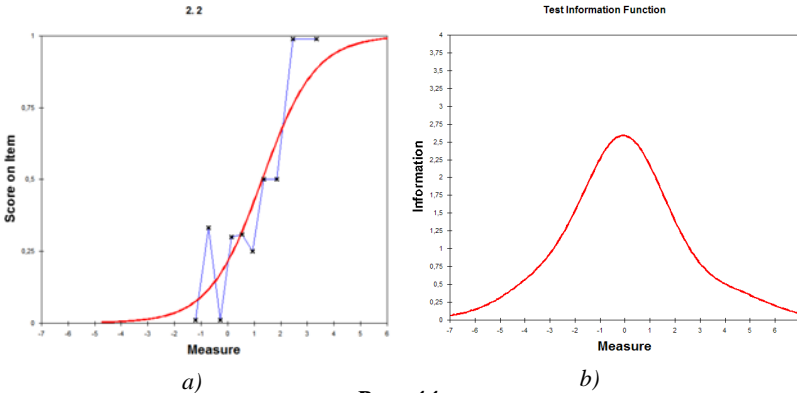 2. 2
1
0,75
0,5
0,25
0
Score on Item
-7 -6 -5 -4 -3 -2 -1 0 1 2 3 4 5 6
Measure
a)
Test Information Function
4
3,75
3,5
3,25
3
2,75
2,5
2,25
2
1,75
1,5
1,25
1
0,75
0,5
0,25
0
Information
-7 -6 -5 -4 -3 -2 -1 0 1 2 3 4 5 6
Measure
b)